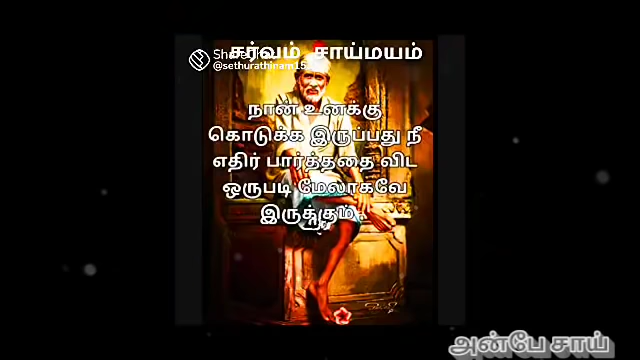 சர்வம் சாய்மயம்
@sethurathinam15
நான் உனக்கு
கொடுக்க இருப்பது நீ
எதிர் பார்த்ததை விட
ஒருபடி மேலாகவே
இருக்கும்
அன்பே சாய்